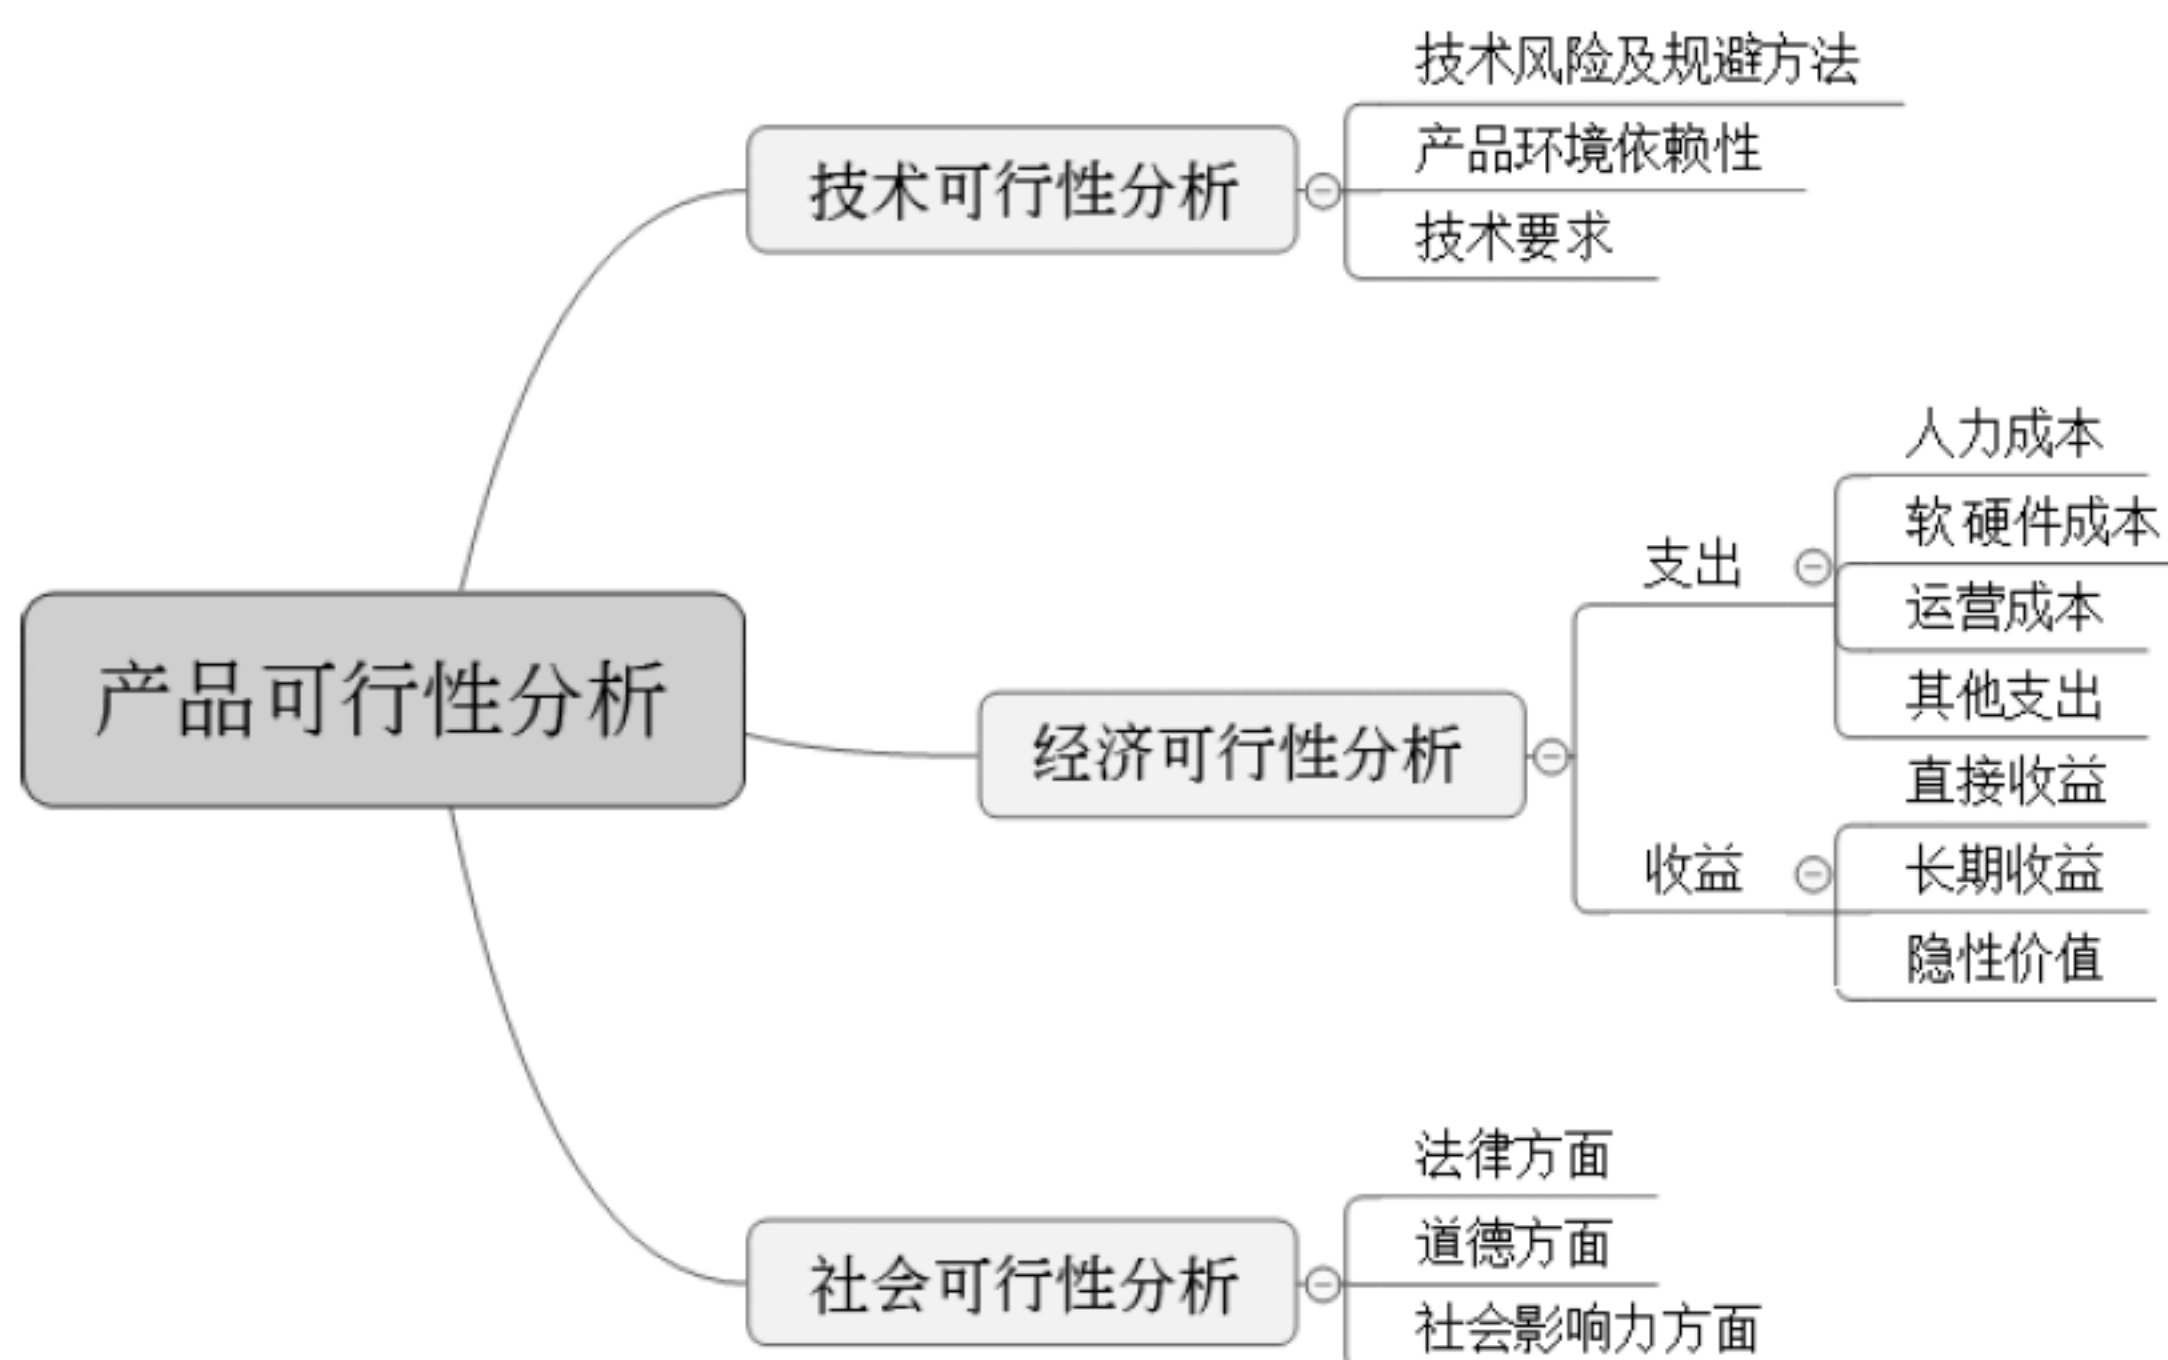 技术风险及规避方法
产品环境依赖性
技术可行性分析
技术要求
人力成本
软硬件成本
支出
运营成本
其他支出
产品可行性分析
经济可行性分析
直接收益
收益
长期收益
隐性价值
法律方面
道德方面
社会可行性分析
社会影响力方面